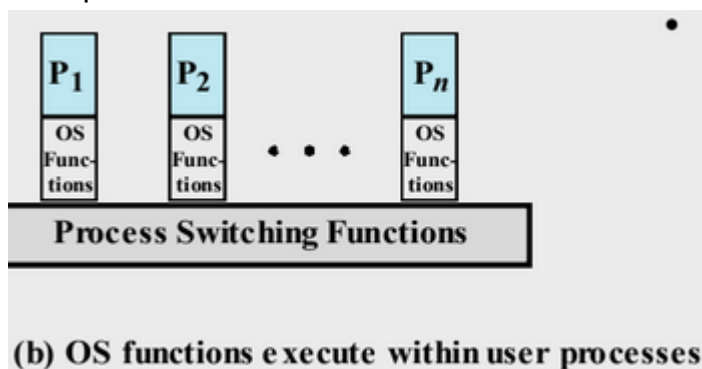 P1 P2 Pn
OS OS OS
Func- Func- Func-
tions tions tions
Process Switching Functions
(b) OS functions execute within user processes